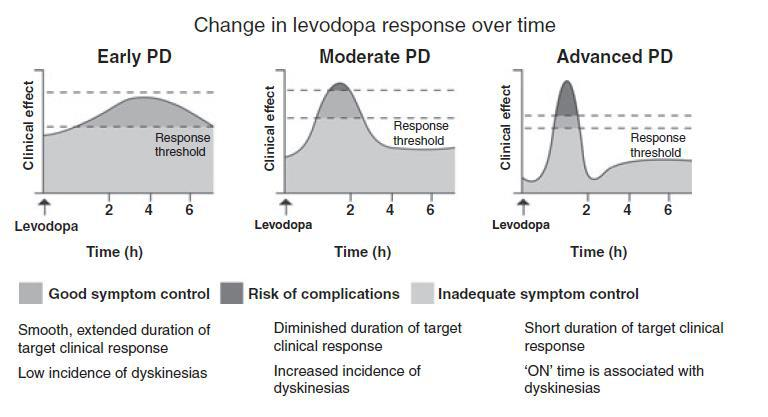 Change in levodopa response over time
Early PD
Moderate PD
Advanced PD
Clinical effect
Response
threshold
2 4 6
Levodopa
Time (h)
Clinical effect
Response
threshold
2 4 6
Levodopa
Time (h)
Clinical effect
Response
threshold
2 4 6
Levodopa
Time (h)
Good symptom control
Risk of complications
Inadequate symptom control
Smooth, extended duration of
target clinical response
Low incidence of dyskinesias
Diminished duration of target
clinical response
Increased incidence of
dyskinesias
Short duration of target clinical
response
‘ON’ time is associated with
dyskinesias